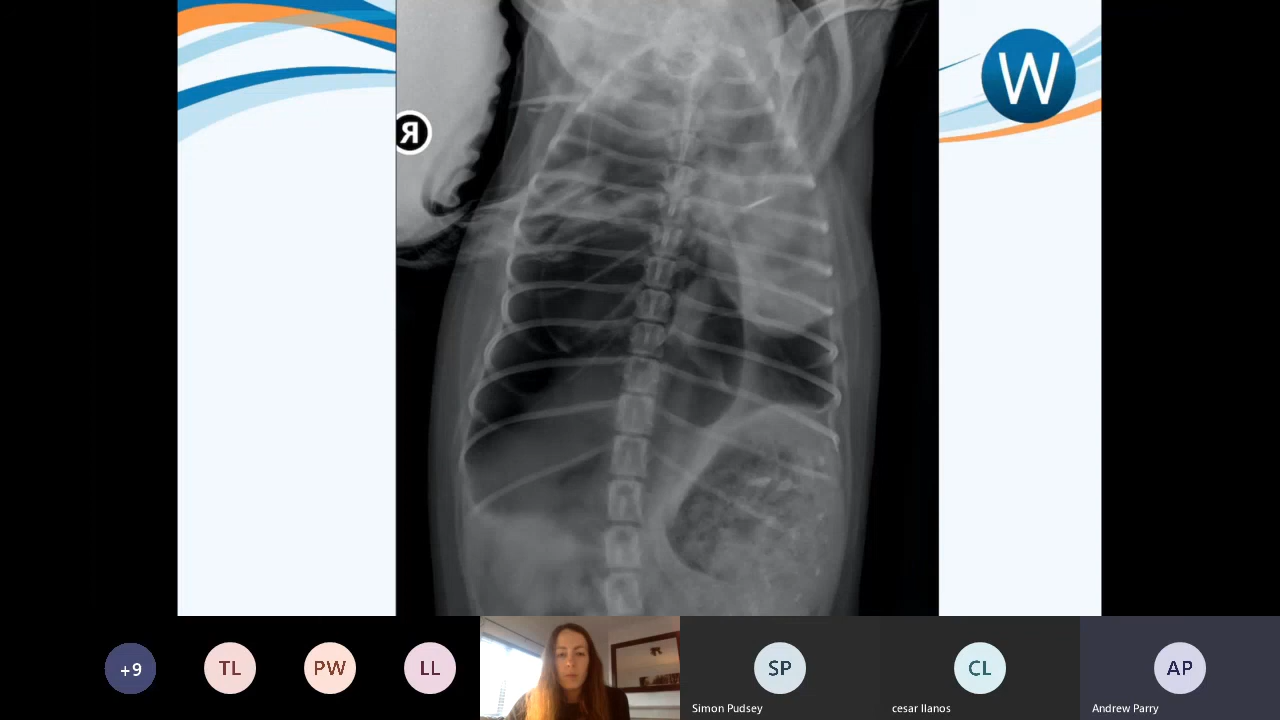 W
R
+9
TL
PW
LL
SP
CL
AP
Simon Pudsey
cesar llanos
Andrew Parry